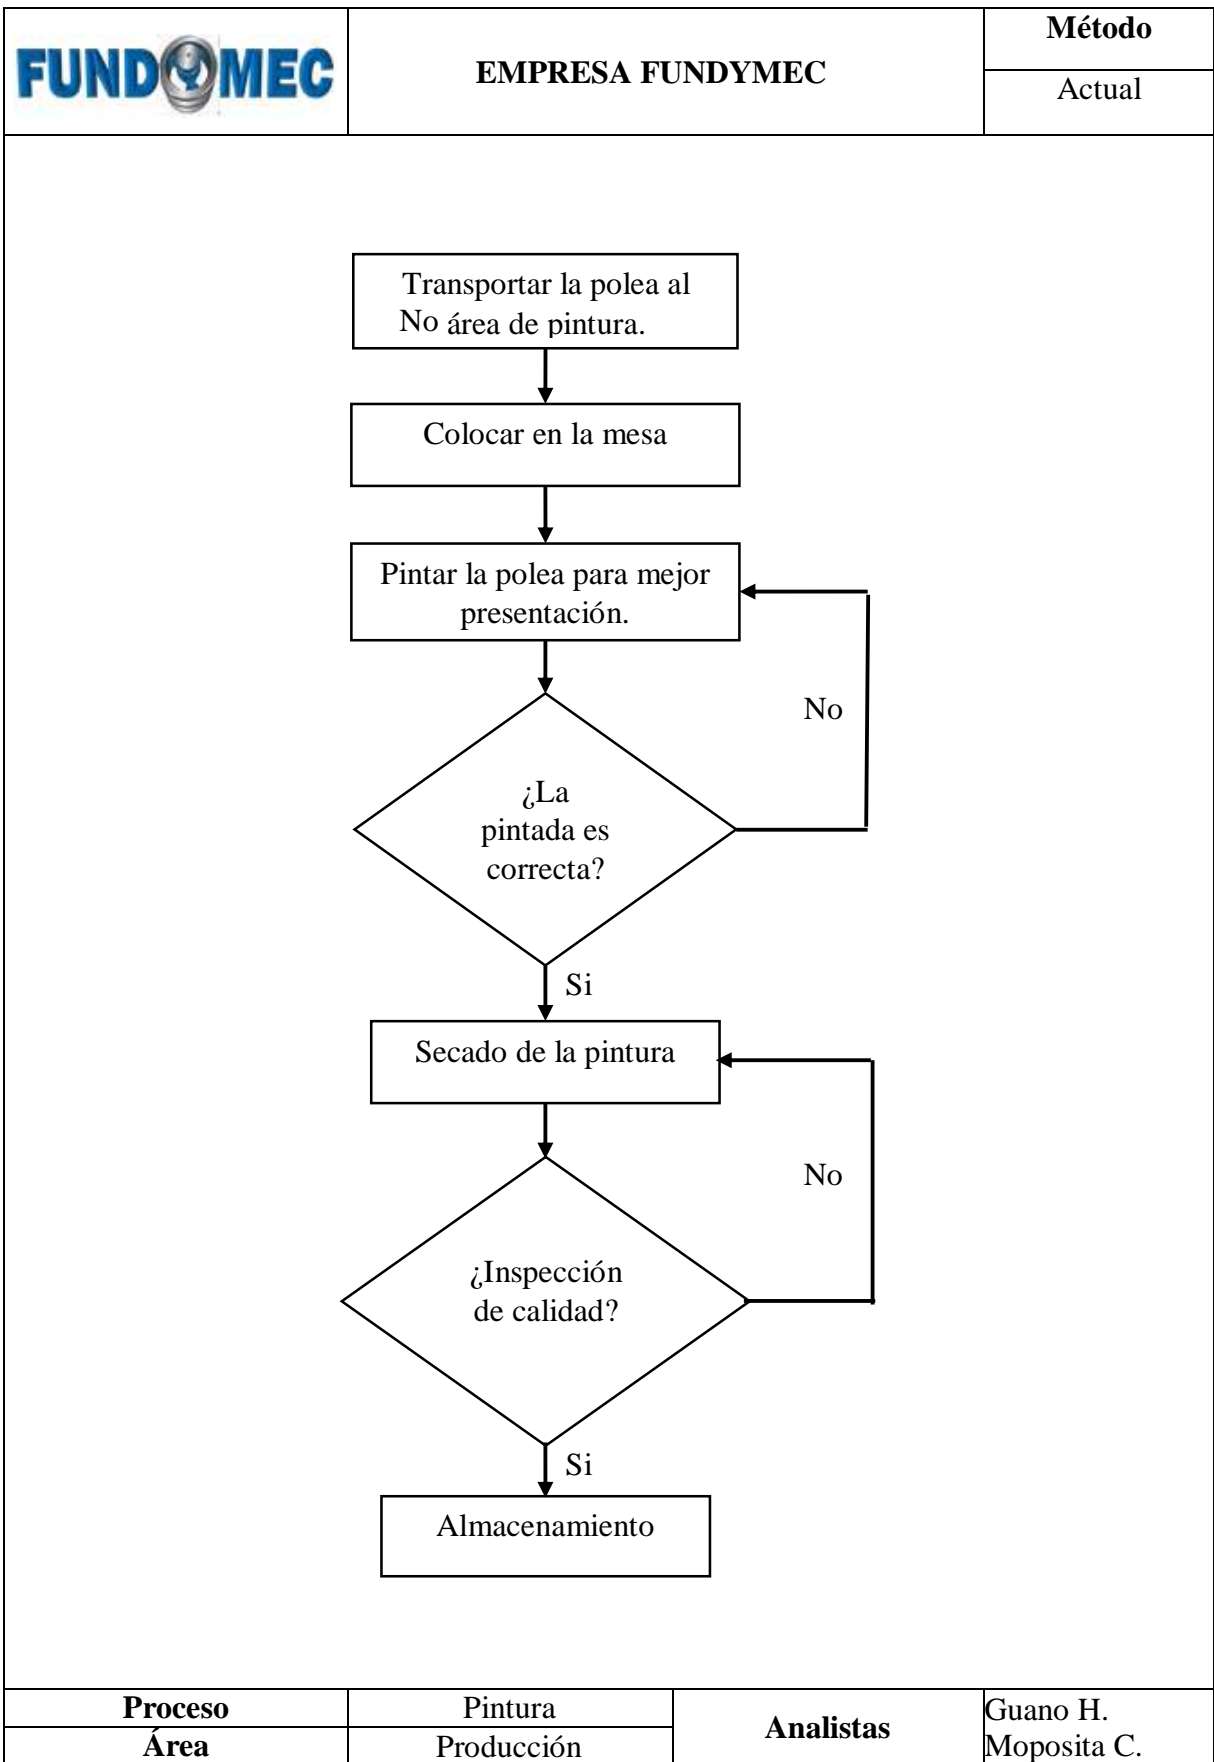 FUNDYMEC
EMPRESA FUNDYMEC
Método
Actual
Transportar la polea al
No área de pintura.
Colocar en la mesa
Pintar la polea para mejor
presentación.
No
¿La
pintada es
correcta?
Si
Secado de la pintura
No
¿Inspección
de calidad?
Si
Almacenamiento
Proceso
Pintura
Analistas
Guano H.
Moposita C.
Área
Producción